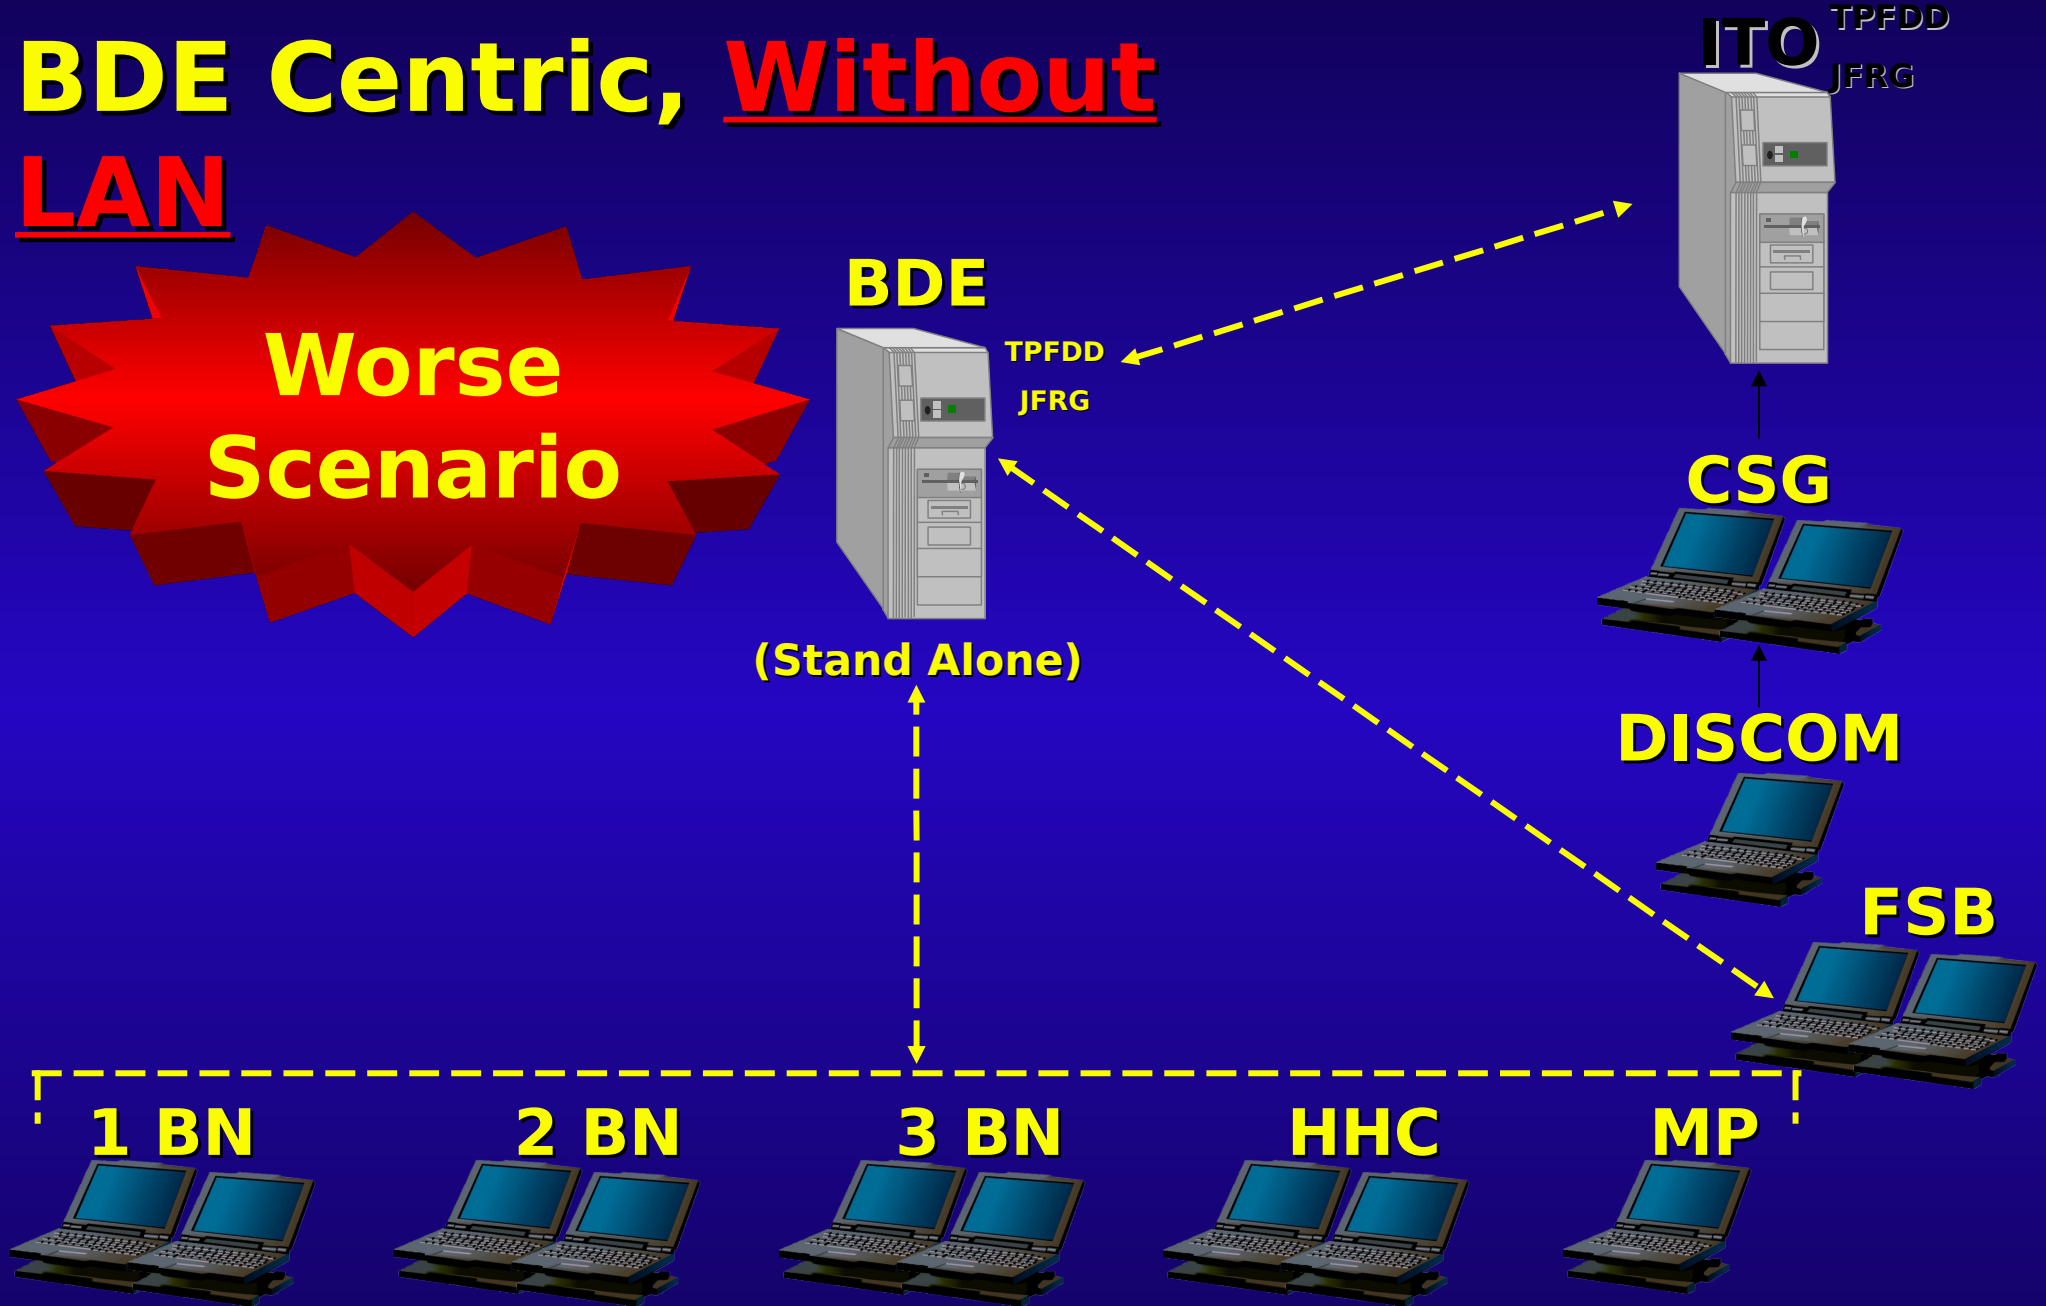 BDE Centric, Without
LAN
ITO
TPFDD
JFRG
Worse
Scenario
BDE
TPFDD
JFRG
(Stand Alone)
CSG
DISCOM
FSB
1 BN
2 BN
3 BN
HHC
MP